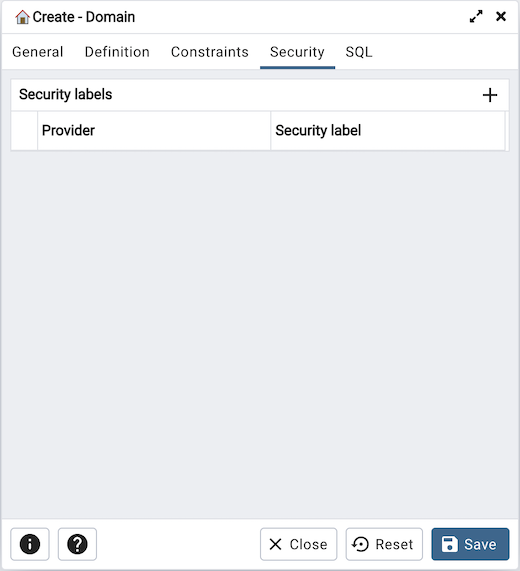 Create - Domain
General Definition Constraints Security SQL
Security labels
Provider Security label
Close Reset Save